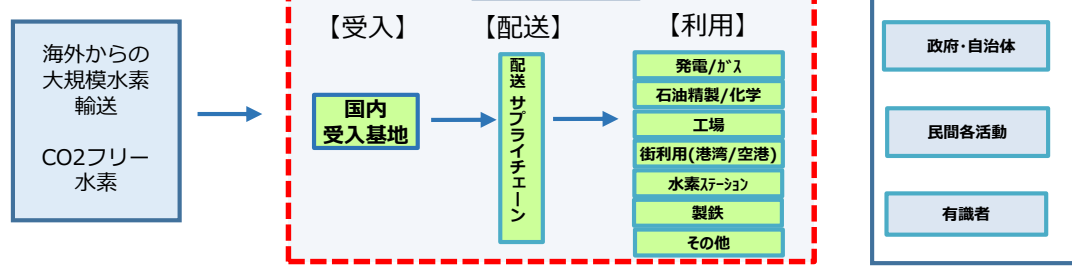 海外からの
大規模水素
輸送
CO2フリー
水素
【受入】
国内
受入基地
【配送】
配送 サプライチェーン
【利用】
発電/ｶﾞｽ
石油精製/化学
工場
街利用(港湾/空港)
水素ｽﾃｰｼｮﾝ
製鉄
その他
政府･自治体
民間各活動
有識者